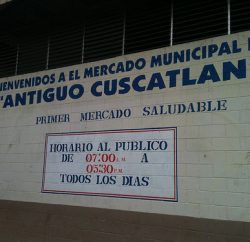 BIENVENIDOS A EL MERCADO MUNICIPAL D
"ANTIGUO CUSCATLAN
PRIMER MERCADO SALUDABLE
HORARIO AL PUBLICO
DE 07:00 A.M. A
05:30 P.M.
TODOS LOS DIAS